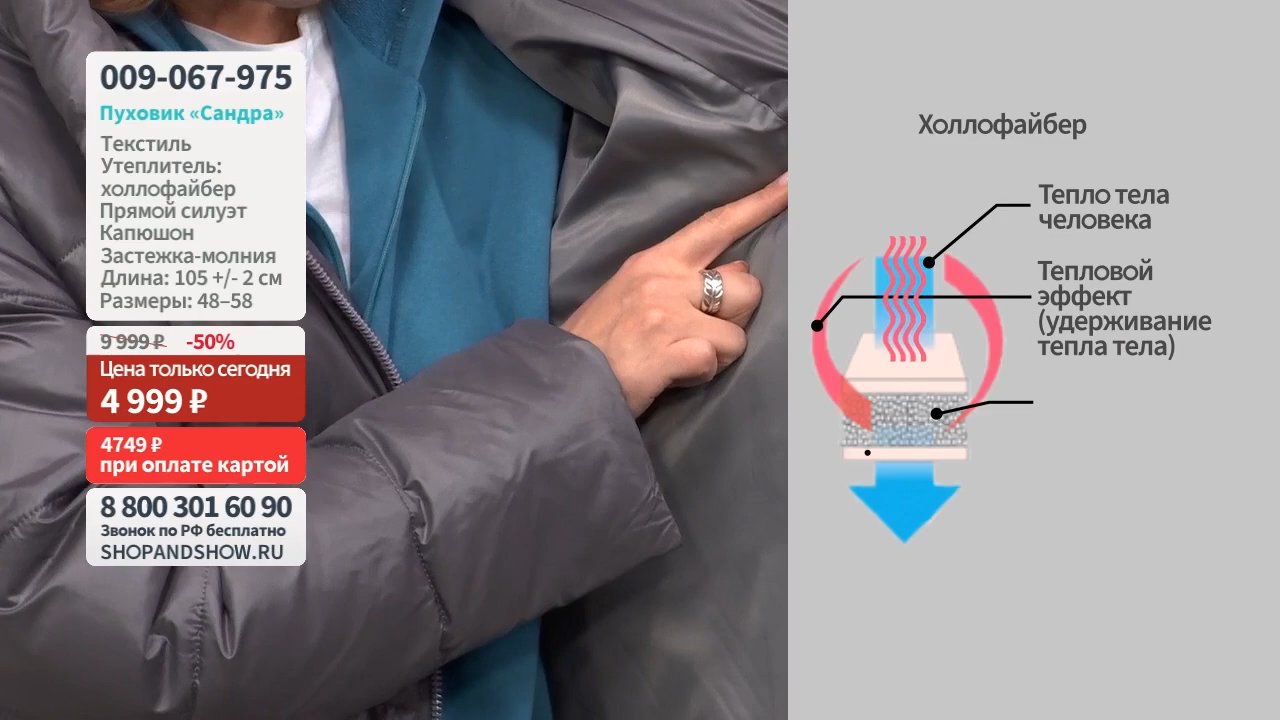 009-067-975
Пуховик «Сандра»
Текстиль
Утеплитель:
холлофайбер
Прямой силуэт
Капюшон
Застежка-молния
Длина: 105 +/- 2 см
Размеры: 48–58
9 999 ₽ -50%
Цена только сегодня
4 999 ₽
4749 ₽
при оплате картой
8 800 301 60 90
Звонок по РФ бесплатно
SHOPANDSHOW.RU
Холлофайбер
Тепло тела
человека
Тепловой
эффект
(удерживание
тепла тела)